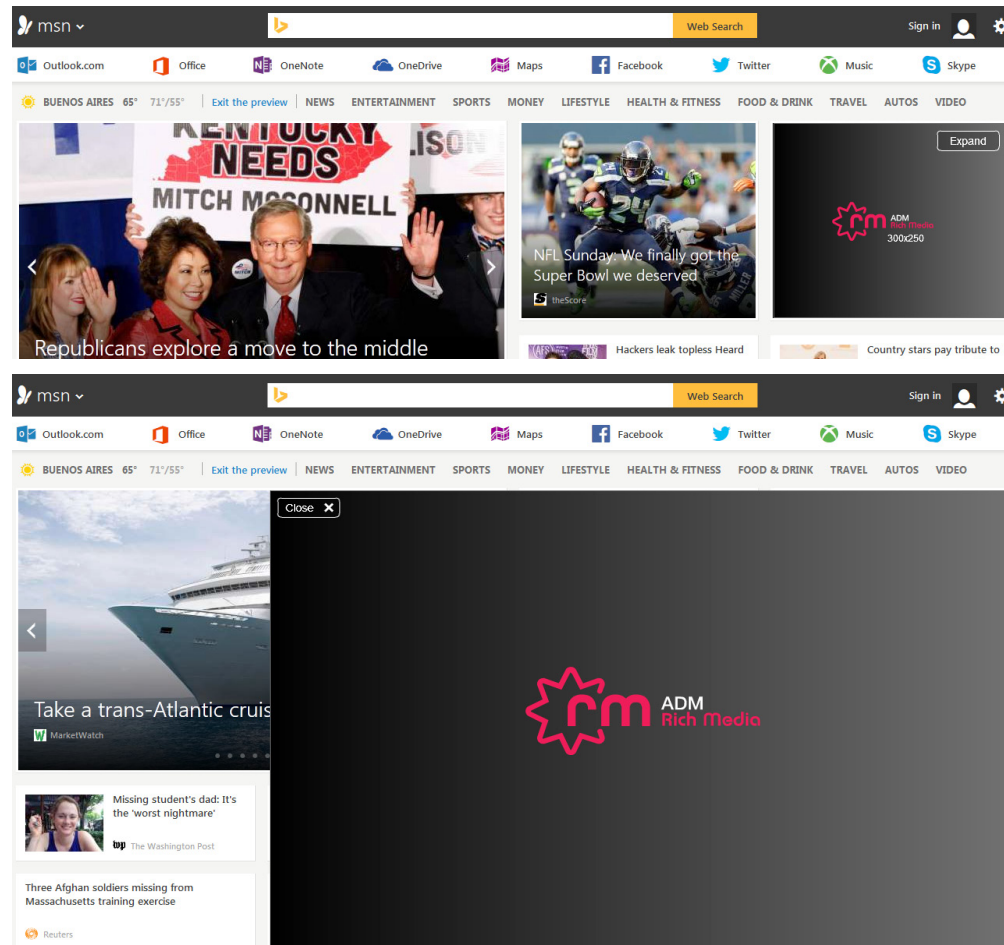 msn
Web Search
Sign in
Outlook.com Office OneNote OneDrive Maps Facebook Twitter Music Skype
BUENOS AIRES 65° 71°/55° Exit the preview NEWS ENTERTAINMENT SPORTS MONEY LIFESTYLE HEALTH & FITNESS FOOD & DRINK TRAVEL AUTOS VIDEO
KENTUCKY
NEEDS
MITCH McCONNELL
Republicans explore a move to the middle
24
MILLER
NFL Sunday: We finally got the
Super Bowl we deserved
theScore
Expand
rm ADM
Rich Media
300x250
Hackers leak topless Heard
Country stars pay tribute to
msn
Web Search
Sign in
Outlook.com Office OneNote OneDrive Maps Facebook Twitter Music Skype
BUENOS AIRES 65° 71°/55° Exit the preview NEWS ENTERTAINMENT SPORTS MONEY LIFESTYLE HEALTH & FITNESS FOOD & DRINK TRAVEL AUTOS VIDEO
Close X
Take a trans-Atlantic cruis
MarketWatch
rm ADM
Rich Media
Missing student's dad: It's
the 'worst nightmare'
wp The Washington Post
Three Afghan soldiers missing from
Massachusetts training exercise
Reuters